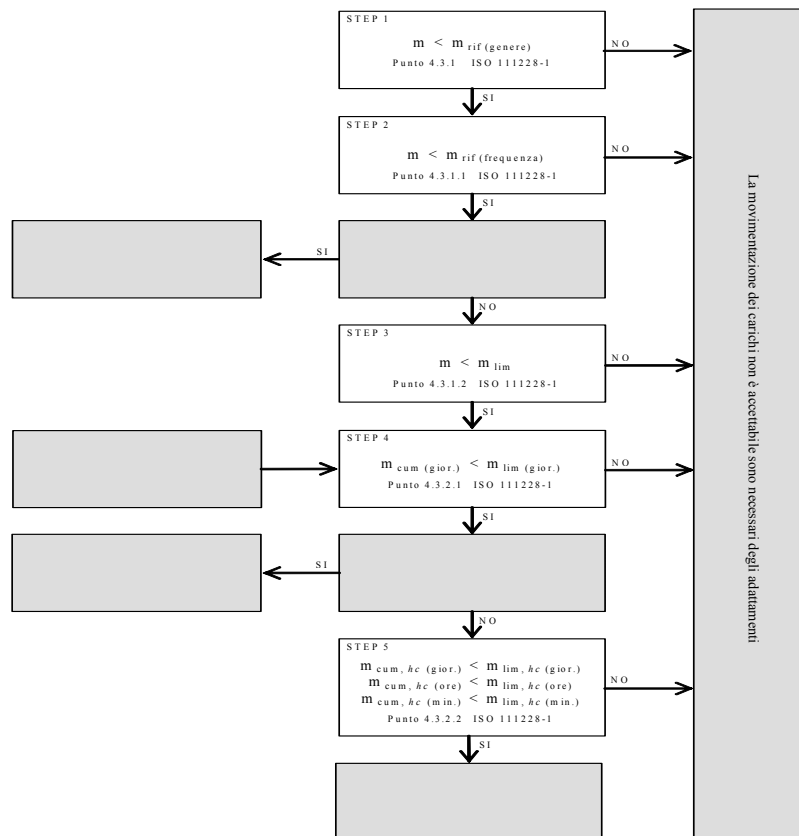 STEP 1
m < m rif (genere)
Punto 4.3.1 ISO 111228-1
NO
SI
STEP 2
m < m rif (frequenza)
Punto 4.3.1.1 ISO 111228-1
NO
SI
SI
NO
STEP 3
m < m lim
Punto 4.3.1.2 ISO 111228-1
NO
SI
STEP 4
m cum (gior.) < m lim (gior.)
Punto 4.3.2.1 ISO 111228-1
NO
SI
SI
NO
STEP 5
m cum, hc (gior.) < m lim, hc (gior.)
m cum, hc (ore) < m lim, hc (ore)
m cum, hc (min.) < m lim, hc (min.)
Punto 4.3.2.2 ISO 111228-1
NO
SI
La movimentazione dei carichi non è accettabile sono necessari degli adattamenti